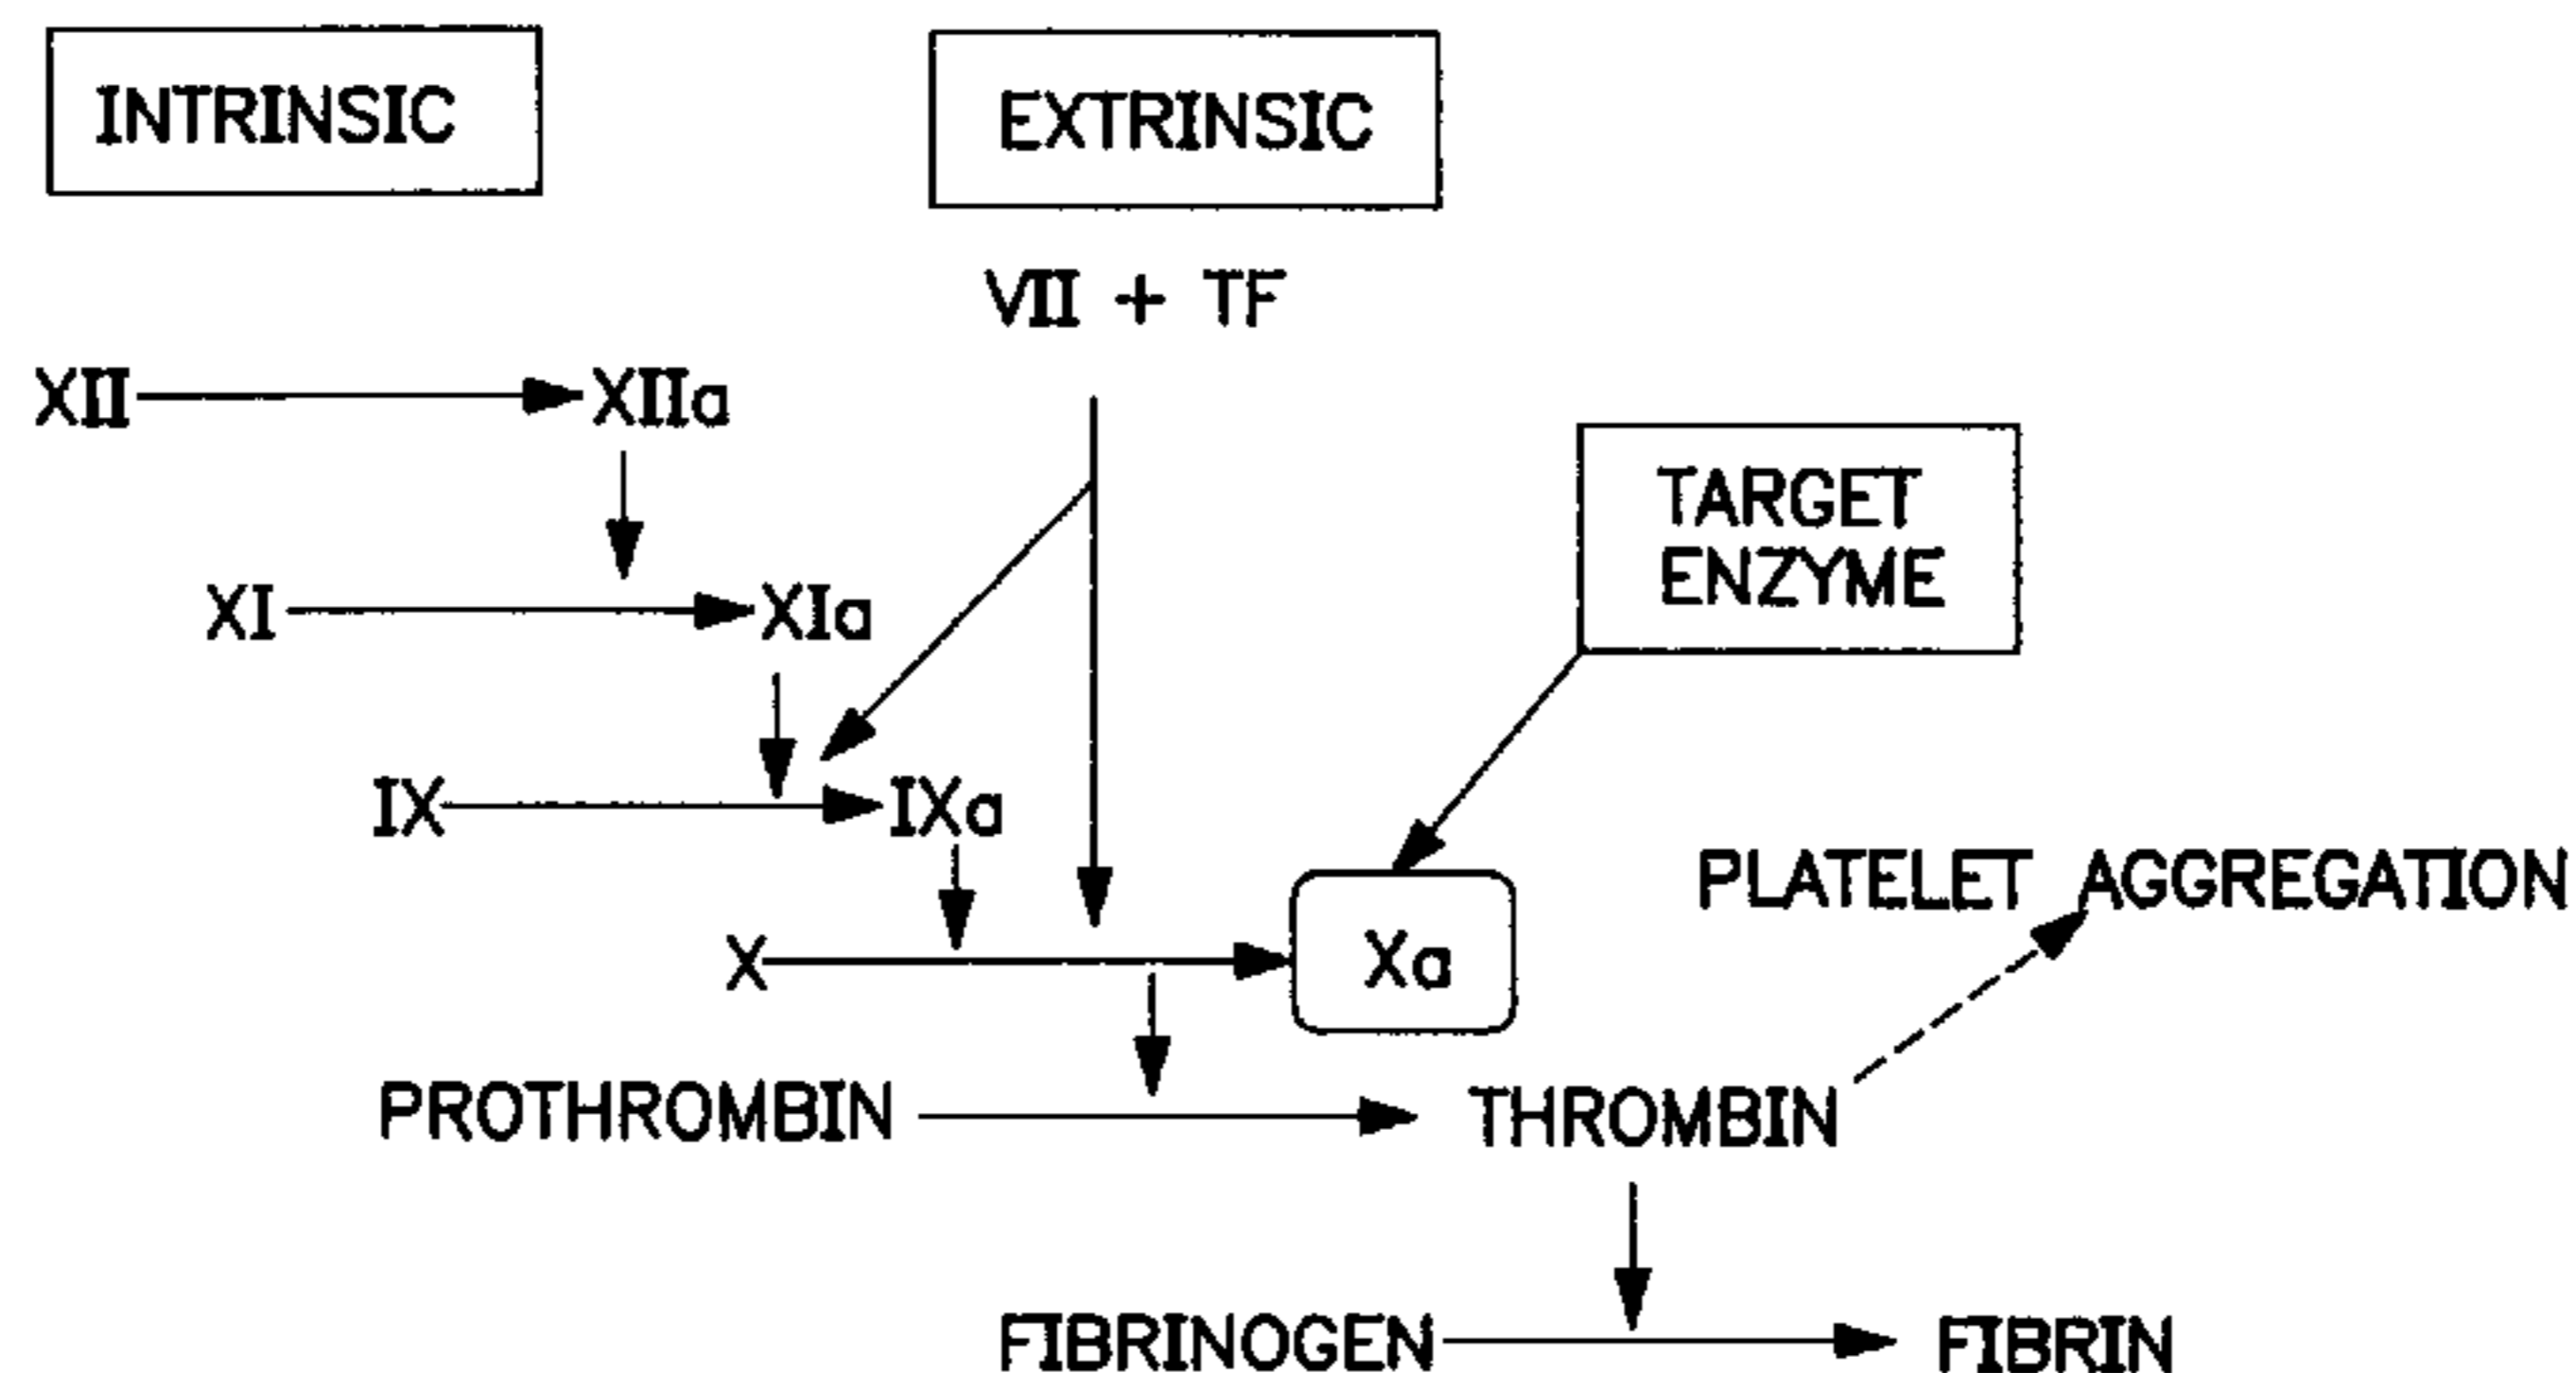 INTRINSIC
EXTRINSIC
VII + TF
XII
XIIa
TARGET
ENZYME
XI
XIa
IX
IXa
PLATELET AGGREGATION
X
Xa
PROTHROMBIN
THROMBIN
FIBRINOGEN
FIBRIN